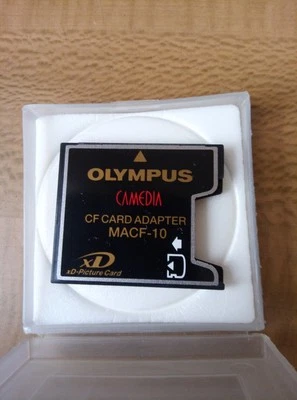 OLYMPUS
CAMEDIA
CF CARD ADAPTER
MACF-10
xD
xD-Picture Card